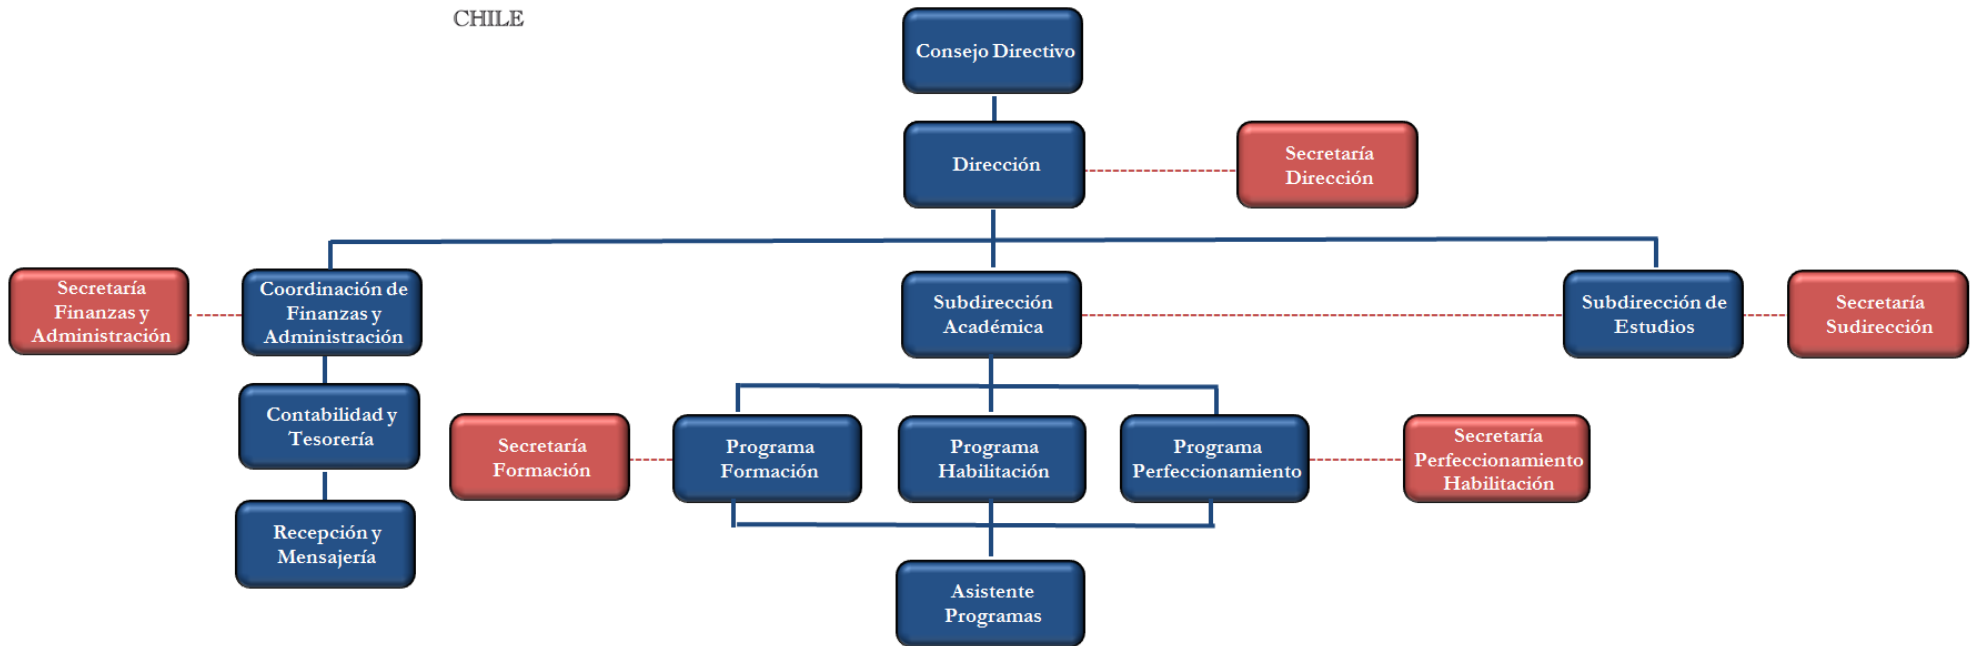 CHILE
Consejo Directivo
Dirección
Secretaría
Dirección
Secretaría
Finanzas y
Administración
Coordinación de
Finanzas y
Administración
Subdirección
Académica
Subdirección de
Estudios
Secretaría
Sudirección
Contabilidad y
Tesorería
Secretaría
Formación
Programa
Formación
Programa
Habilitación
Programa
Perfeccionamiento
Secretaría
Perfeccionamiento
Habilitación
Recepción y
Mensajería
Asistente
Programas